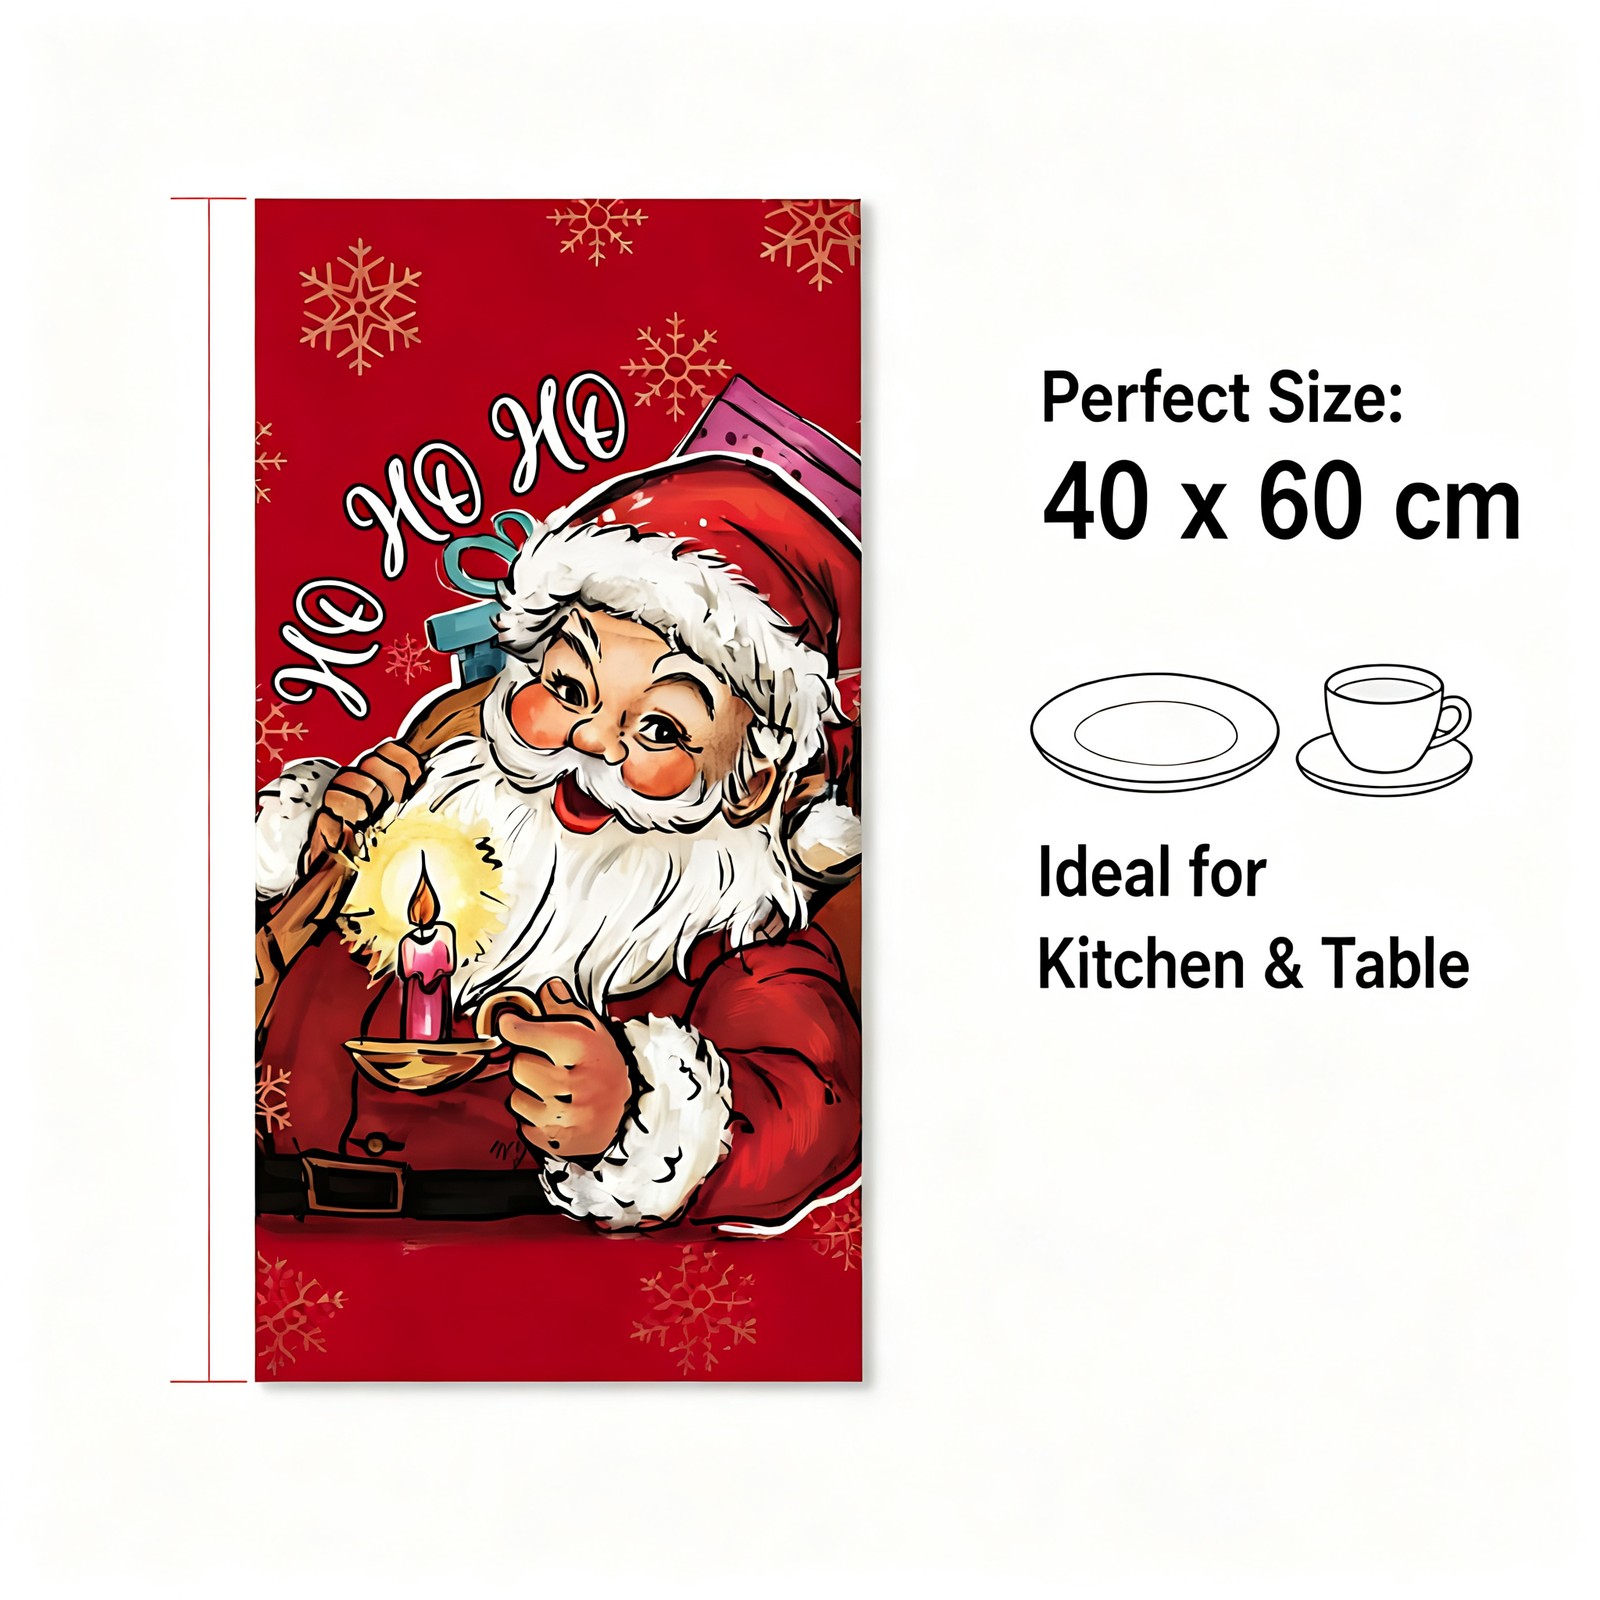 HO HO HO
Perfect Size:
40 x 60 cm
Ideal for
Kitchen & Table